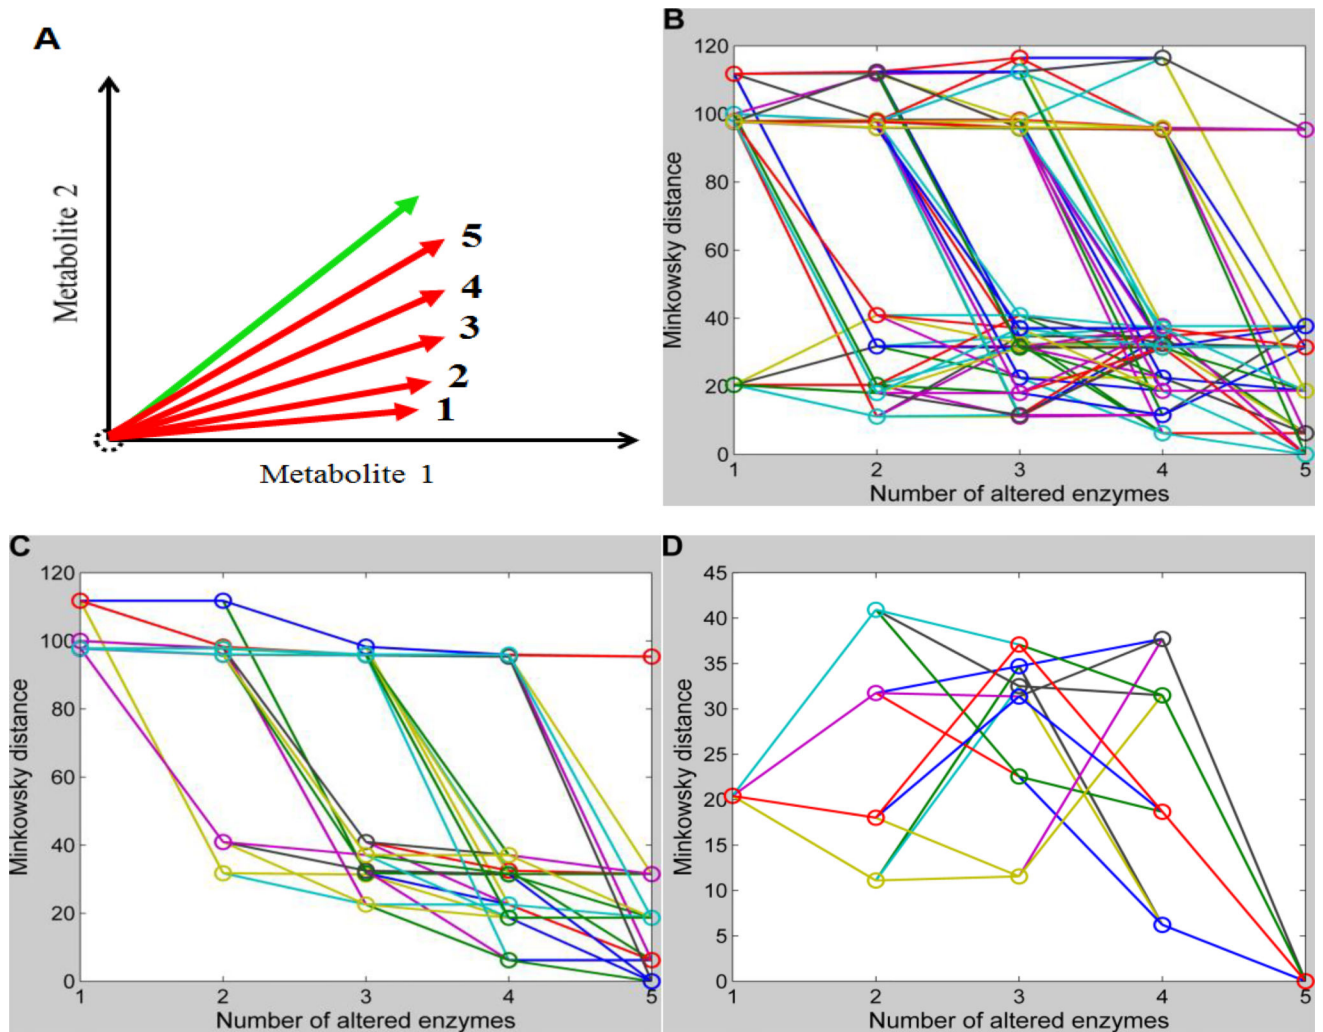 A
Metabolite 2
5
4
3
2
1
Metabolite 1
B
120
100
80
60
40
20
0
Minkowsky distance
1 2 3 4 5
Number of altered enzymes
C
120
100
80
60
40
20
0
Minkowsky distance
1 2 3 4 5
Number of altered enzymes
D
45
40
35
30
25
20
15
10
5
0
Minkowsky distance
1 2 3 4 5
Number of altered enzymes